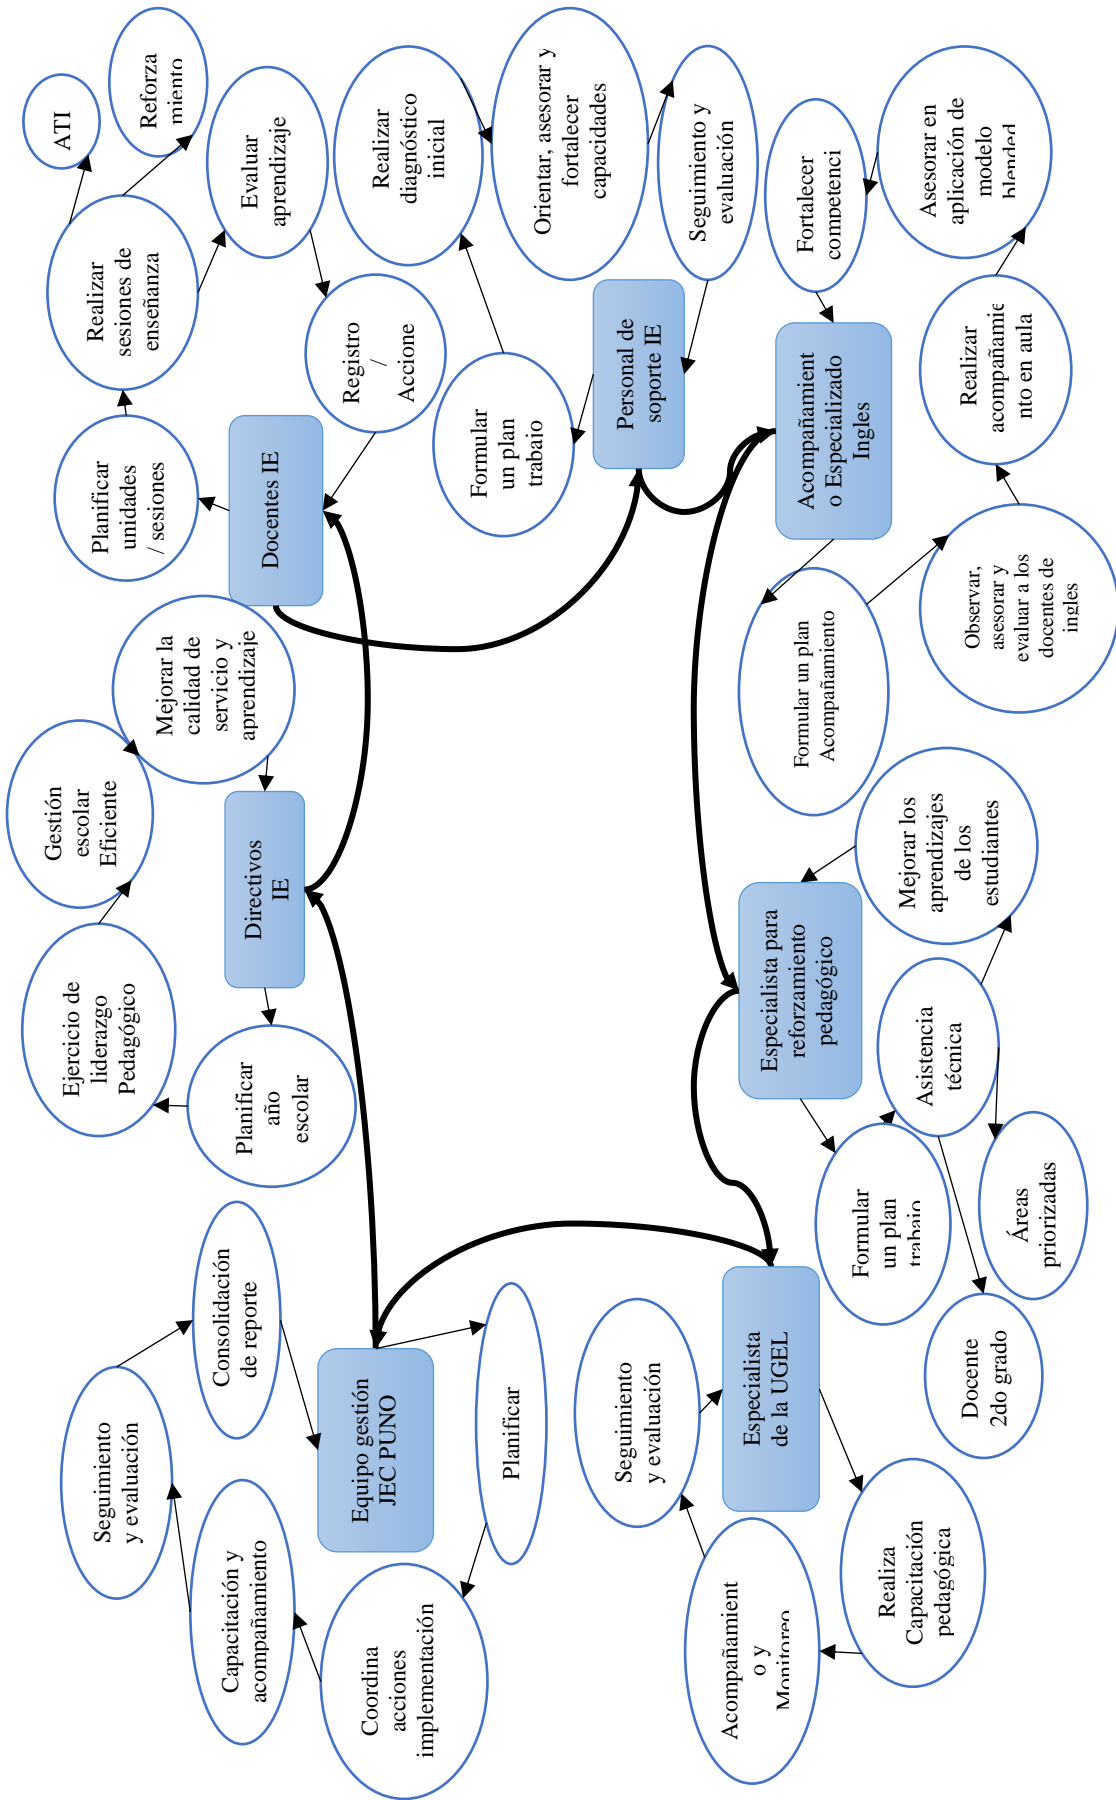 Seguimiento
y evaluación
Consolidación
de reporte
Capacitación y
acompañamiento
Coordina
acciones
implementación
Equipo gestión
JEC PUNO
Planificar
Ejercicio de
liderazgo
Pedagógico
Gestión
escolar
Eficiente
Planificar
año
escolar
Directivos
IE
Mejorar la
calidad de
servicio y
aprendizaje
Planificar
unidades
/ sesiones
Docentes IE
Realizar
sesiones de
enseñanza
ATI
Reforza
miento
Evaluar
aprendizaje
Registro
/
Accione
Formular
un plan
trabajo
Realizar
diagnóstico
inicial
Orientar, asesorar y
fortalecer
capacidades
Personal de
soporte IE
Seguimiento y
evaluación
Seguimiento
y evaluación
Acompañamient
o y
Monitoreo
Especialista
de la UGEL
Realiza
Capacitación
pedagógica
Especialista para
reforzamiento
pedagógico
Formular
un plan
trabajo
Asistencia
técnica
Mejorar los
aprendizajes
de los
estudiantes
Docente
2do grado
Áreas
priorizadas
Formular un plan
Acompañamiento
Acompañamient
o Especializado
Ingles
Fortalecer
competenci
Observar,
asesorar y
evaluar a los
docentes de
ingles
Realizar
acompañamie
nto en aula
Asesorar en
aplicación de
modelo
blended